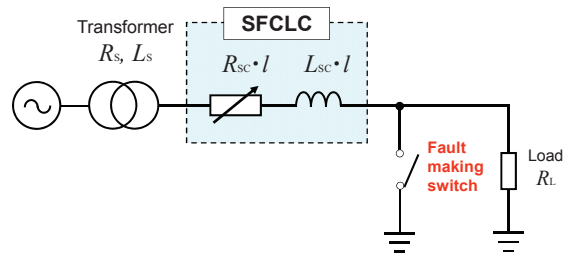 SFCLC
Transformer
Rs, Ls
Rsc·l
Lsc·l
Fault
making
switch
Load
RL